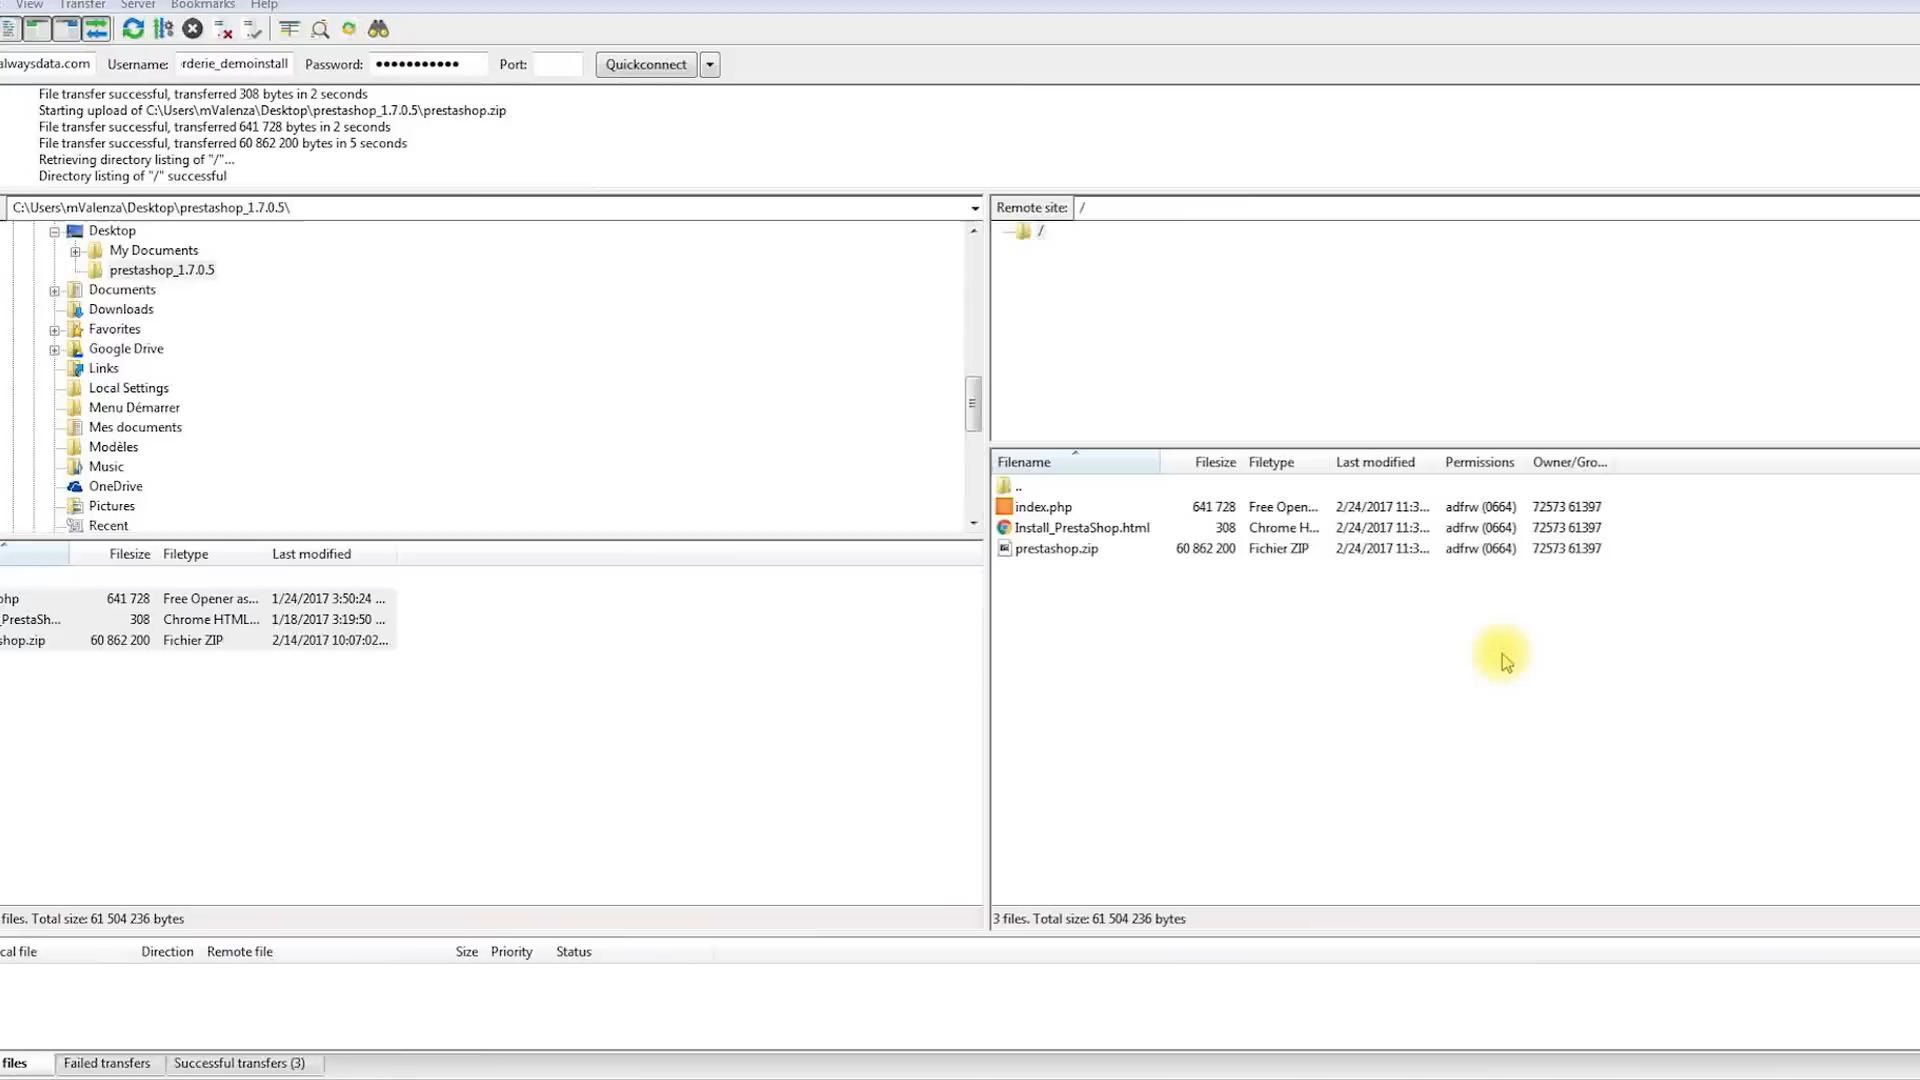 View Transfer Server Bookmarks Help
alwaysdata.com Username: rderie_demoinstall Password: ●●●●●●●●●●● Port: Quickconnect
File transfer successful, transferred 308 bytes in 2 seconds
Starting upload of C:\Users\mValenza\Desktop\prestashop_1.7.0.5\prestashop.zip
File transfer successful, transferred 641 728 bytes in 2 seconds
File transfer successful, transferred 60 862 200 bytes in 5 seconds
Retrieving directory listing of "/"...
Directory listing of "/" successful
C:\Users\mValenza\Desktop\prestashop_1.7.0.5\
Desktop
My Documents
prestashop_1.7.0.5
Documents
Downloads
Favorites
Google Drive
Links
Local Settings
Menu Démarrer
Mes documents
Modèles
Music
OneDrive
Pictures
Recent
Filesize Filetype Last modified
php 641 728 Free Opener as... 1/24/2017 3:50:24 ...
_PrestaSh... 308 Chrome HTML... 1/18/2017 3:19:50 ...
shop.zip 60 862 200 Fichier ZIP 2/14/2017 10:07:02...
files. Total size: 61 504 236 bytes
Remote site: /
/
Filename Filesize Filetype Last modified Permissions Owner/Gro...
..
index.php 641 728 Free Open... 2/24/2017 11:3... adfrw (0664) 72573 61397
Install_PrestaShop.html 308 Chrome H... 2/24/2017 11:3... adfrw (0664) 72573 61397
prestashop.zip 60 862 200 Fichier ZIP 2/24/2017 11:3... adfrw (0664) 72573 61397
3 files. Total size: 61 504 236 bytes
cal file Direction Remote file Size Priority Status
files Failed transfers Successful transfers (3)